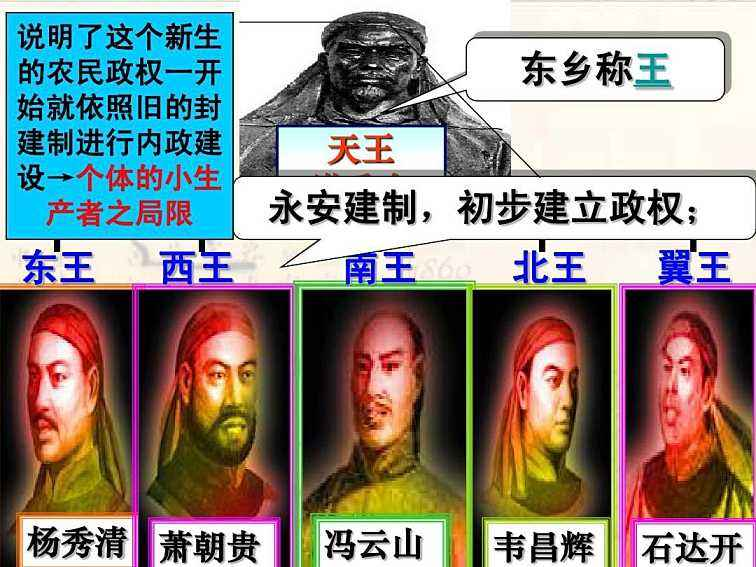 说明了这个新生
的农民政权一开
始就依照旧的封
建制进行内政建
设→个体的小生
产者之局限
东乡称王
天王
永安建制，初步建立政权；
东王
西王
南王
北王
翼王
杨秀清
萧朝贵
冯云山
韦昌辉
石达开